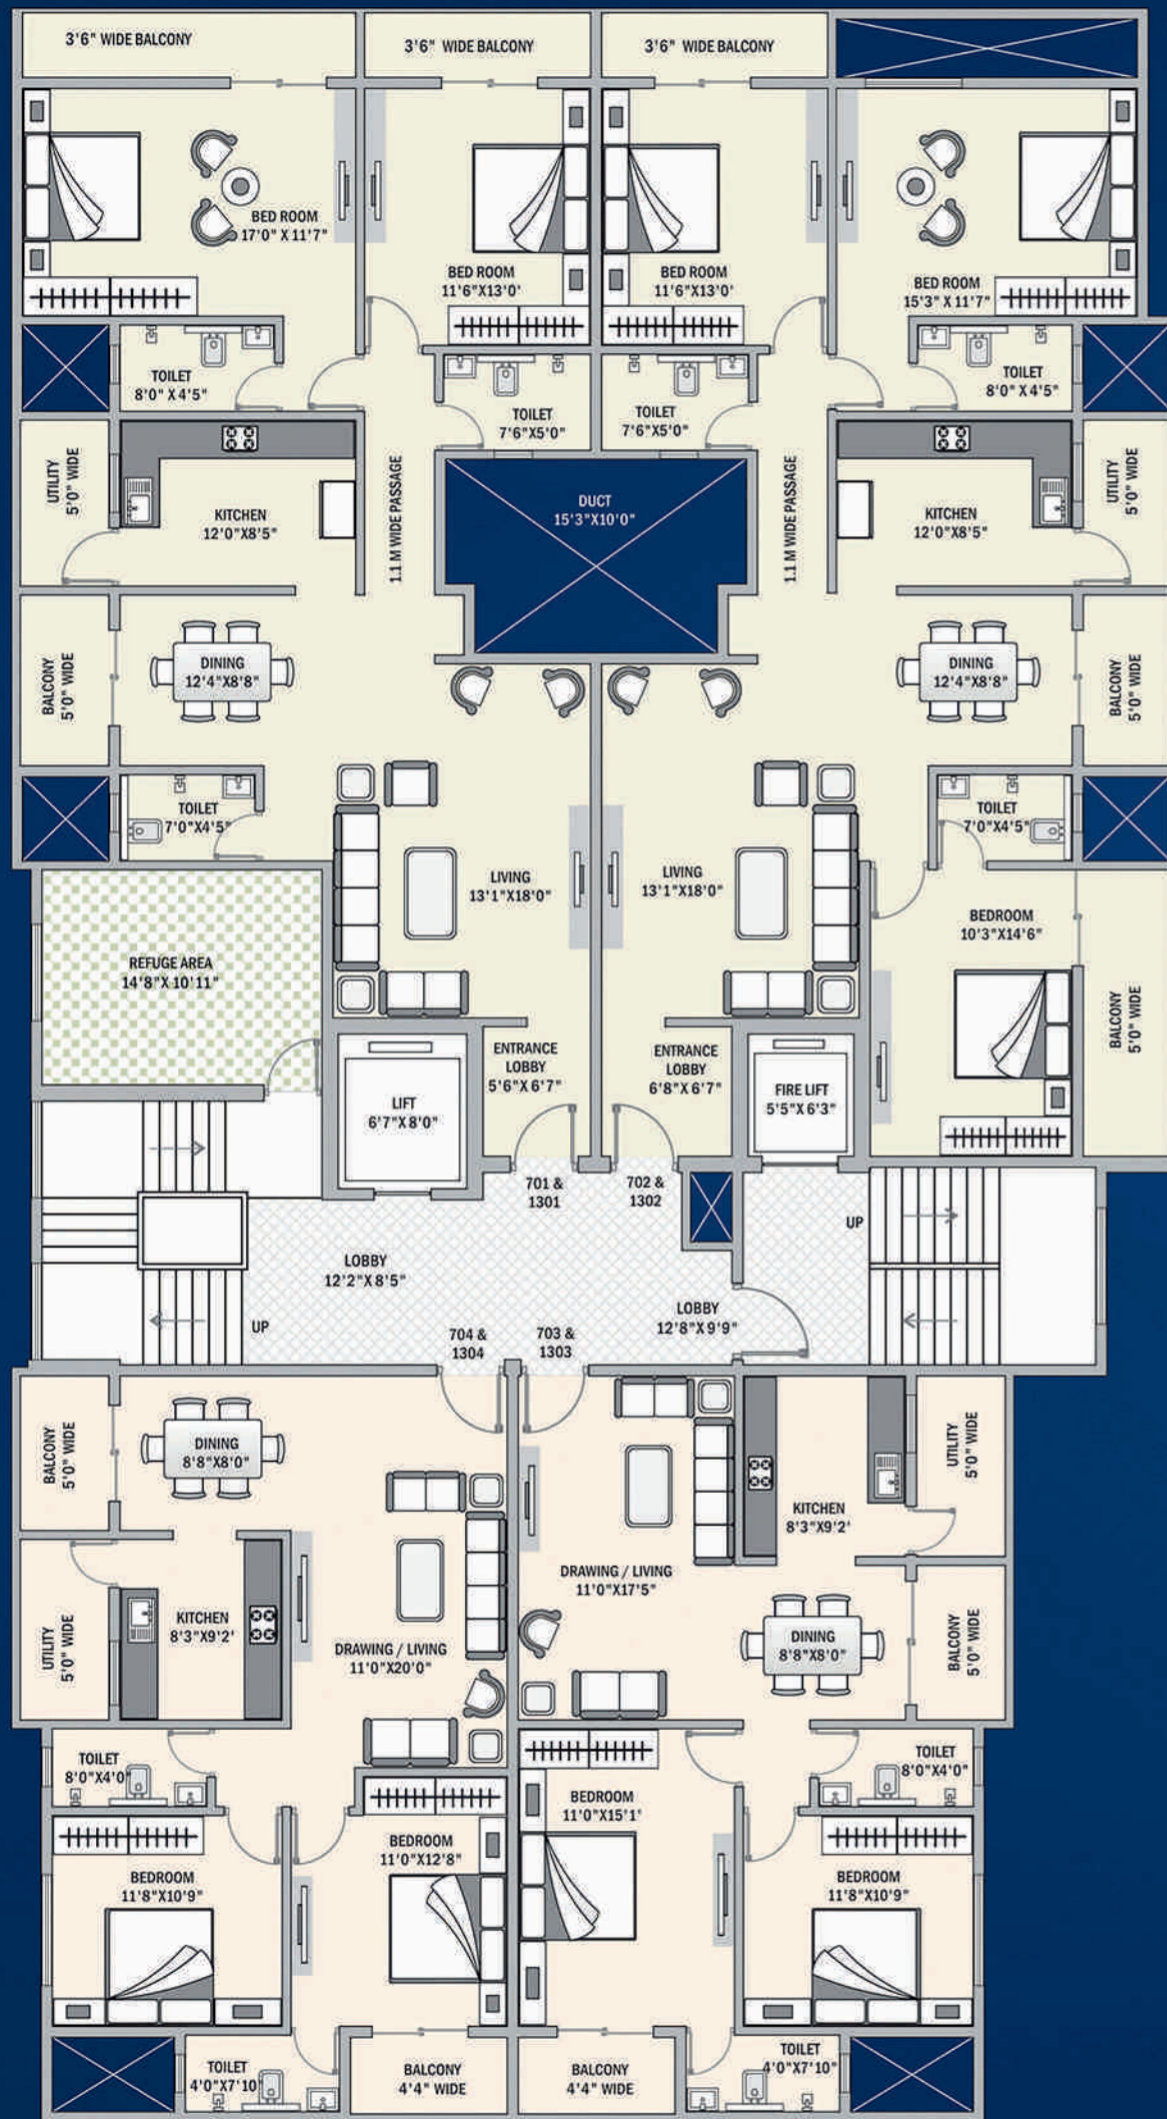 3'6" WIDE BALCONY
3'6" WIDE BALCONY
3'6" WIDE BALCONY
BED ROOM
17'0" X 11'7"
BED ROOM
11'6"X13'0'
BED ROOM
11'6"X13'0'
BED ROOM
15'3" X 11'7"
TOILET
8'0" X 4'5"
TOILET
7'6"X5'0"
TOILET
7'6"X5'0"
TOILET
8'0" X 4'5"
UTILITY
5'0" WIDE
KITCHEN
12'0"X8'5"
1.1 M WIDE PASSAGE
DUCT
15'3"X10'0"
1.1 M WIDE PASSAGE
KITCHEN
12'0"X8'5"
UTILITY
5'0" WIDE
BALCONY
5'0" WIDE
DINING
12'4"X8'8"
DINING
12'4"X8'8"
BALCONY
5'0" WIDE
TOILET
7'0"X4'5"
TOILET
7'0"X4'5"
LIVING
13'1"X18'0"
LIVING
13'1"X18'0"
BEDROOM
10'3"X14'6"
REFUGE AREA
14'8"X 10'11"
BALCONY
5'0" WIDE
ENTRANCE
LOBBY
5'6"X 6'7"
ENTRANCE
LOBBY
6'8"X 6'7"
LIFT
6'7"X 8'0"
FIRE LIFT
5'5"X 6'3"
701 &
1301
702 &
1302
UP
LOBBY
12'2"X 8'5"
LOBBY
12'8"X 9'9"
UP
704 &
1304
703 &
1303
BALCONY
5'0" WIDE
DINING
8'8"X8'0"
UTILITY
5'0" WIDE
KITCHEN
8'3"X9'2'
DRAWING / LIVING
11'0"X17'5"
UTILITY
5'0" WIDE
KITCHEN
8'3"X9'2'
DRAWING / LIVING
11'0"X20'0"
DINING
8'8"X8'0"
BALCONY
5'0" WIDE
TOILET
8'0"X4'0"
TOILET
8'0"X4'0"
BEDROOM
11'0"X15'1'
BEDROOM
11'0"X12'8"
BEDROOM
11'8"X10'9"
BEDROOM
11'8"X10'9"
TOILET
4'0"X7'10
BALCONY
4'4" WIDE
BALCONY
4'4" WIDE
TOILET
4'0"X7'10"